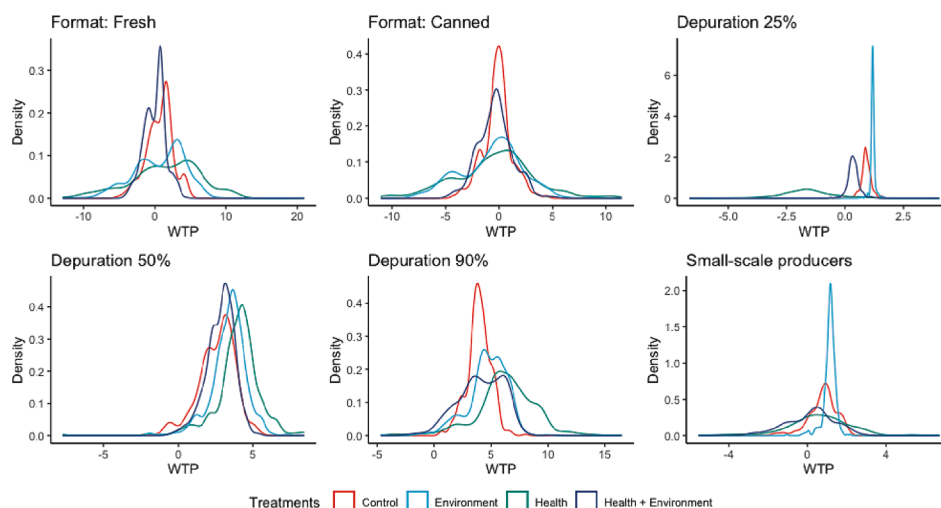 Format: Fresh
Format: Canned
Depuration 25%
Density
0.3
0.2
0.1
0.0
-10
0
10
20
WTP
Density
0.4
0.3
0.2
0.1
0.0
-10
-5
0
5
10
WTP
Density
6
4
2
0
-5.0
-2.5
0.0
2.5
WTP
Depuration 50%
Depuration 90%
Small-scale producers
Density
0.4
0.3
0.2
0.1
0.0
-5
0
5
WTP
Density
0.4
0.3
0.2
0.1
0.0
-5
0
5
10
15
WTP
Density
2.0
1.5
1.0
0.5
0.0
-4
0
4
WTP
Treatments Control Environment Health Health + Environment